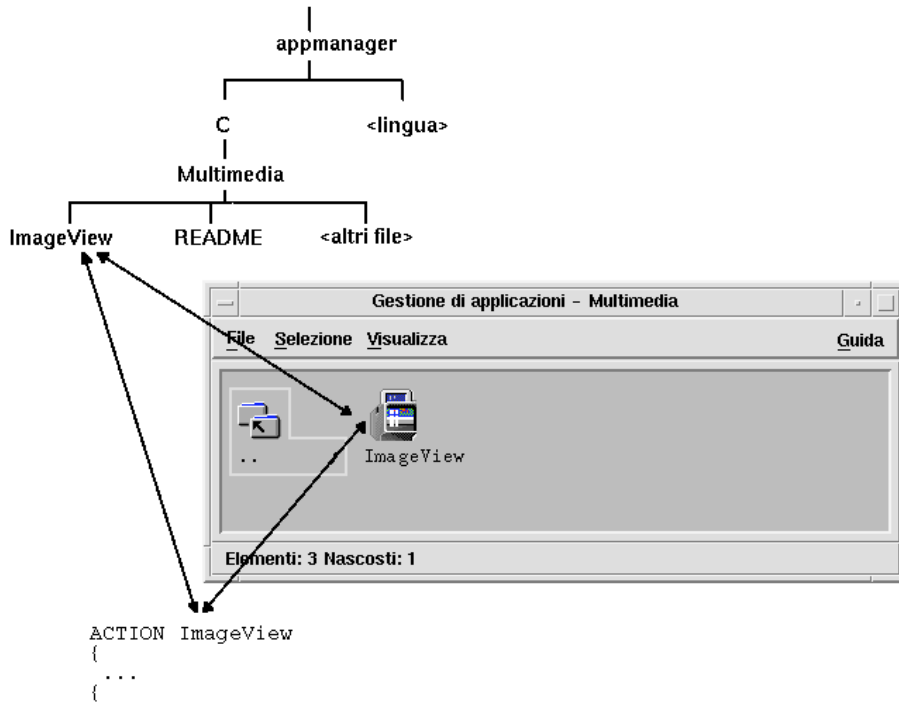 appmanager
C <lingua>
Multimedia
ImageView README <altri file>
Gestione di applicazioni - Multimedia
File Selezione Visualizza Guida
.. .
ImageView
Elementi: 3 Nascosti: 1
ACTION ImageView
{
...
{